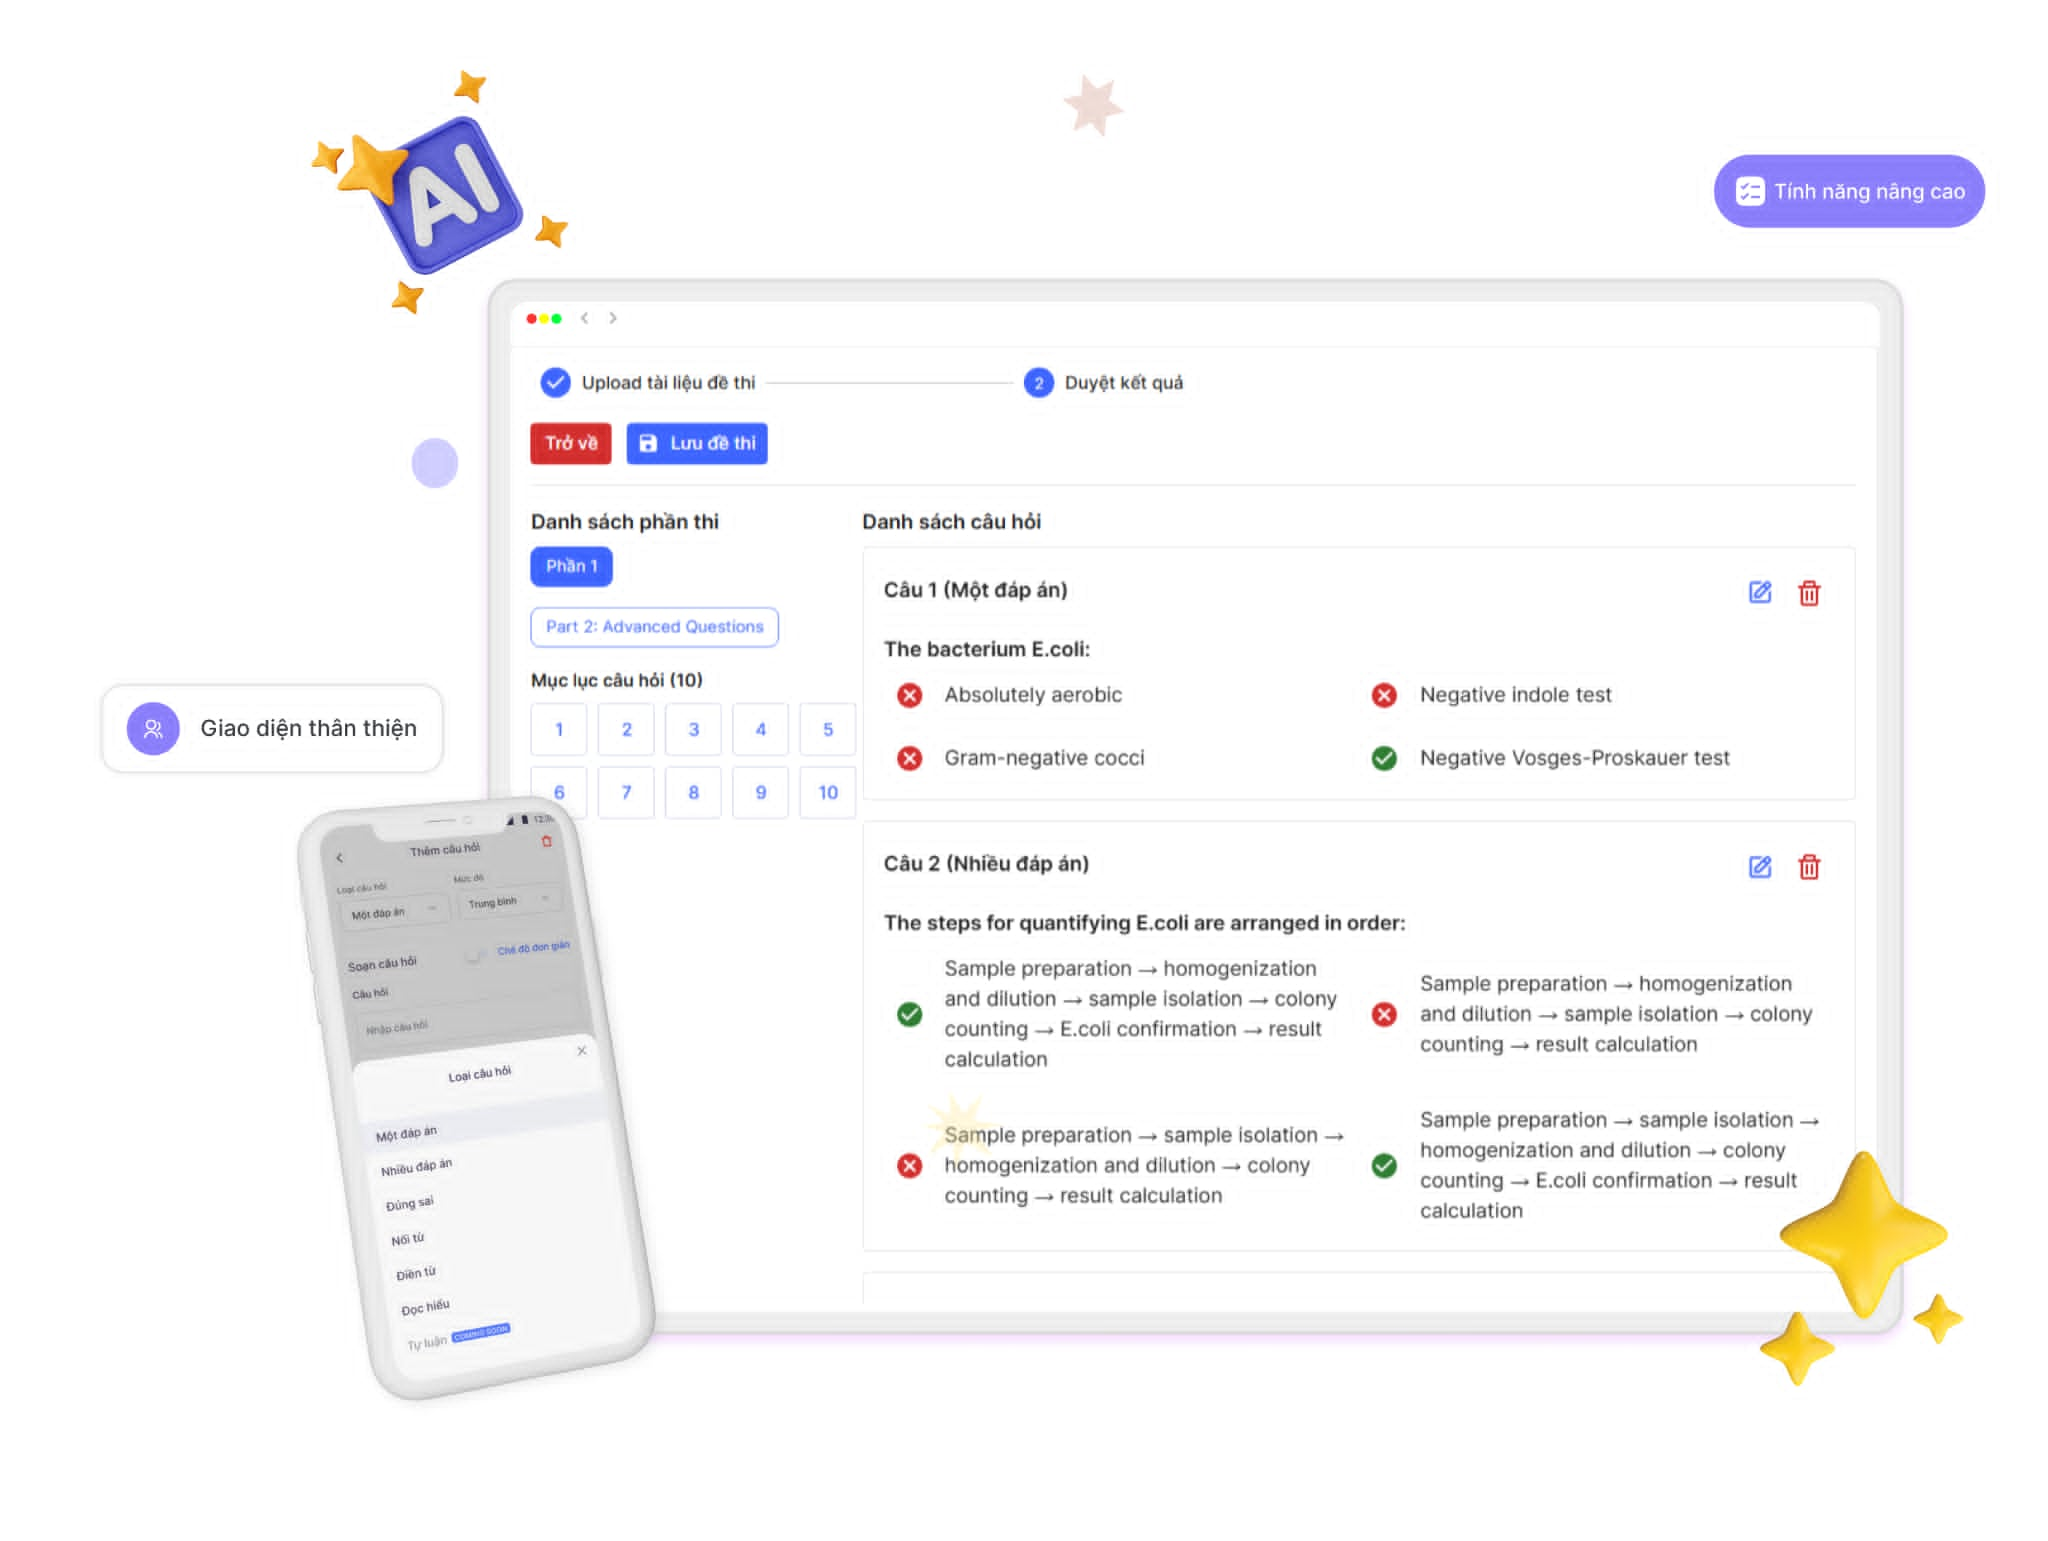 AI
Tính năng nâng cao
Upload tài liệu đề thi
2
Duyệt kết quả
Trở về
Lưu đề thi
Danh sách phần thi
Phần 1
Part 2: Advanced Questions
Mục lục câu hỏi (10)
1 2 3 4 5
6 7 8 9 10
Danh sách câu hỏi
Câu 1 (Một đáp án)
The bacterium E.coli:
Absolutely aerobic
Negative indole test
Gram-negative cocci
Negative Vosges-Proskauer test
Câu 2 (Nhiều đáp án)
The steps for quantifying E.coli are arranged in order:
Sample preparation → homogenization
and dilution → sample isolation → colony
counting → E.coli confirmation → result
calculation
Sample preparation → homogenization
and dilution → sample isolation → colony
counting → result calculation
Sample preparation → sample isolation →
homogenization and dilution → colony
counting → result calculation
Sample preparation → sample isolation →
homogenization and dilution → colony
counting → E.coli confirmation → result
calculation
Giao diện thân thiện
Thêm câu hỏi
Loại câu hỏi
Mức độ
Một đáp án
Trung bình
Soạn câu hỏi
Chế độ đơn giản
Câu hỏi
Nhập câu hỏi
Loại câu hỏi
Một đáp án
Nhiều đáp án
Đúng sai
Nối từ
Điền từ
Đọc hiểu
Tự luận COMING SOON